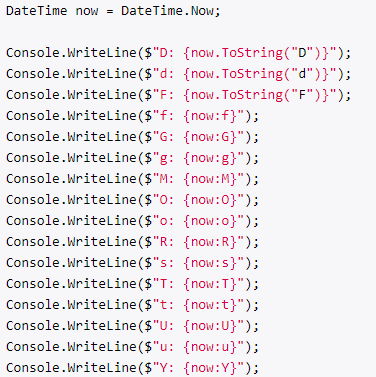 DateTime now = DateTime.Now;
Console.WriteLine($"D: {now.ToString("D")}");
Console.WriteLine($"d: {now.ToString("d")}");
Console.WriteLine($"F: {now.ToString("F")}");
Console.WriteLine($"f: {now:f}");
Console.WriteLine($"G: {now:G}");
Console.WriteLine($"g: {now:g}");
Console.WriteLine($"M: {now:M}");
Console.WriteLine($"O: {now:O}");
Console.WriteLine($"o: {now:o}");
Console.WriteLine($"R: {now:R}");
Console.WriteLine($"s: {now:s}");
Console.WriteLine($"T: {now:T}");
Console.WriteLine($"t: {now:t}");
Console.WriteLine($"U: {now:U}");
Console.WriteLine($"u: {now:u}");
Console.WriteLine($"Y: {now:Y}");